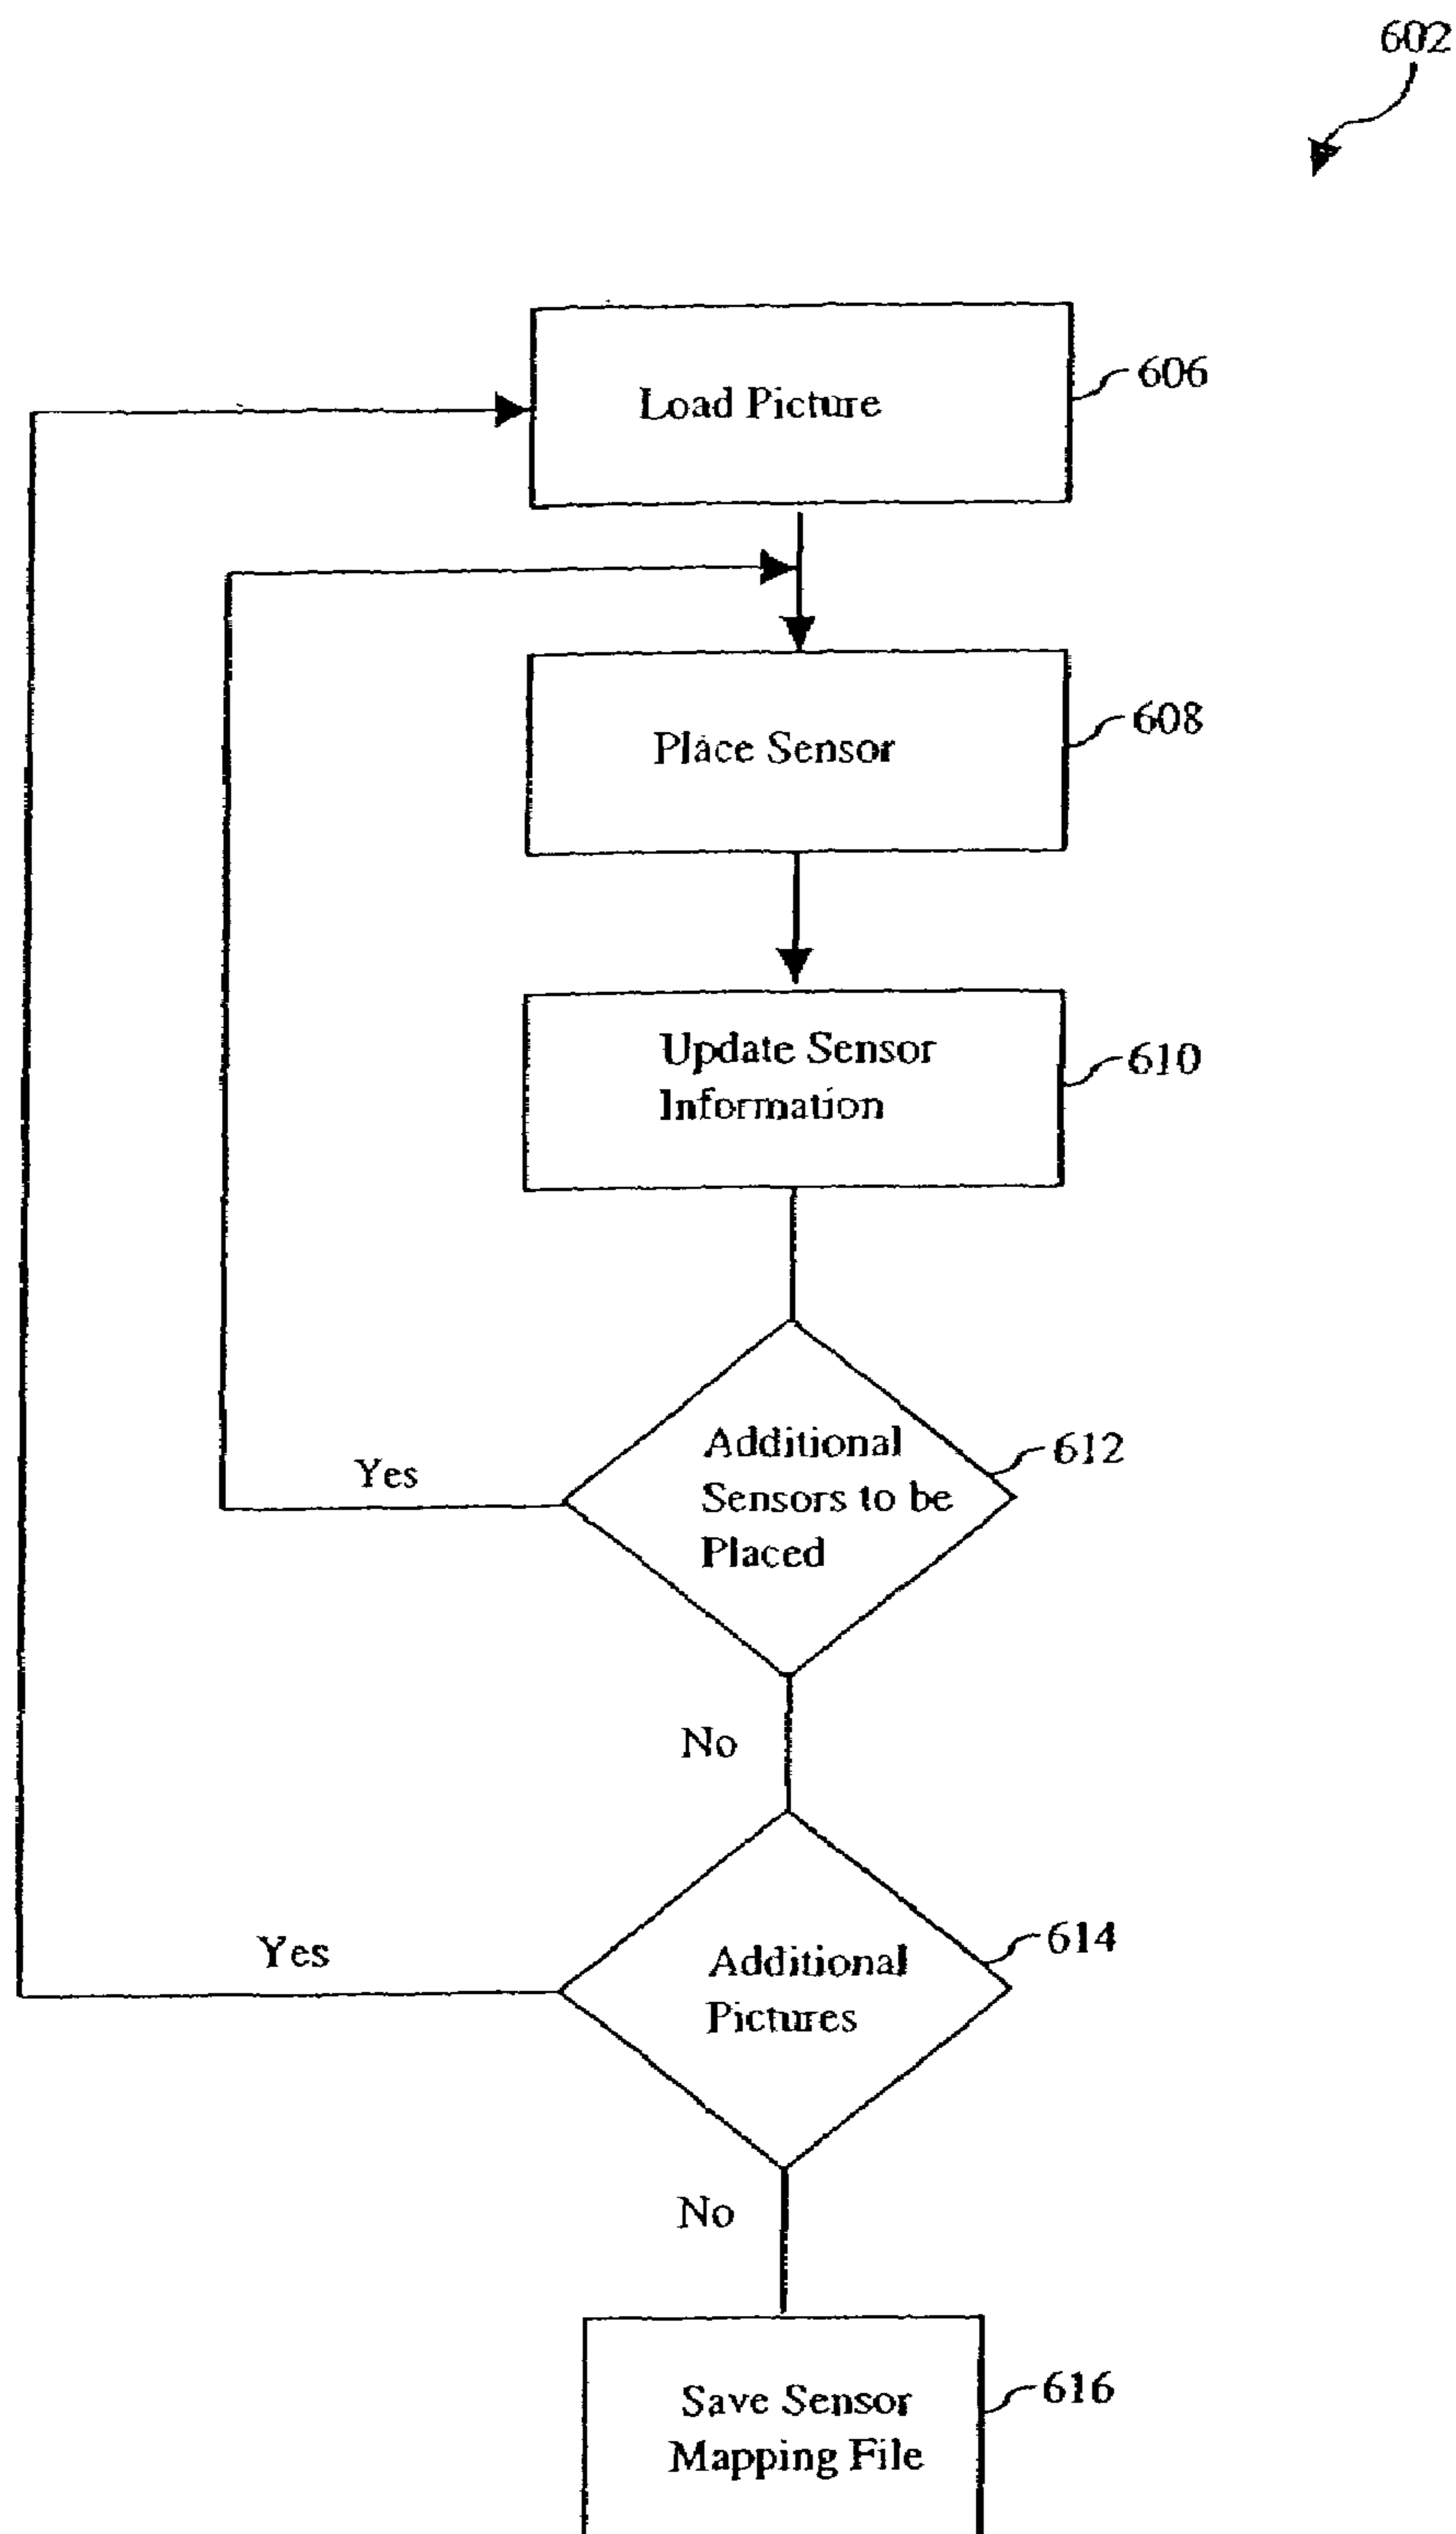 602
Load Picture
606
Place Sensor
608
Update Sensor
Information
610
Additional
Sensors to be
Placed
612
Yes
No
Additional
Pictures
614
Yes
No
Save Sensor
Mapping File
616